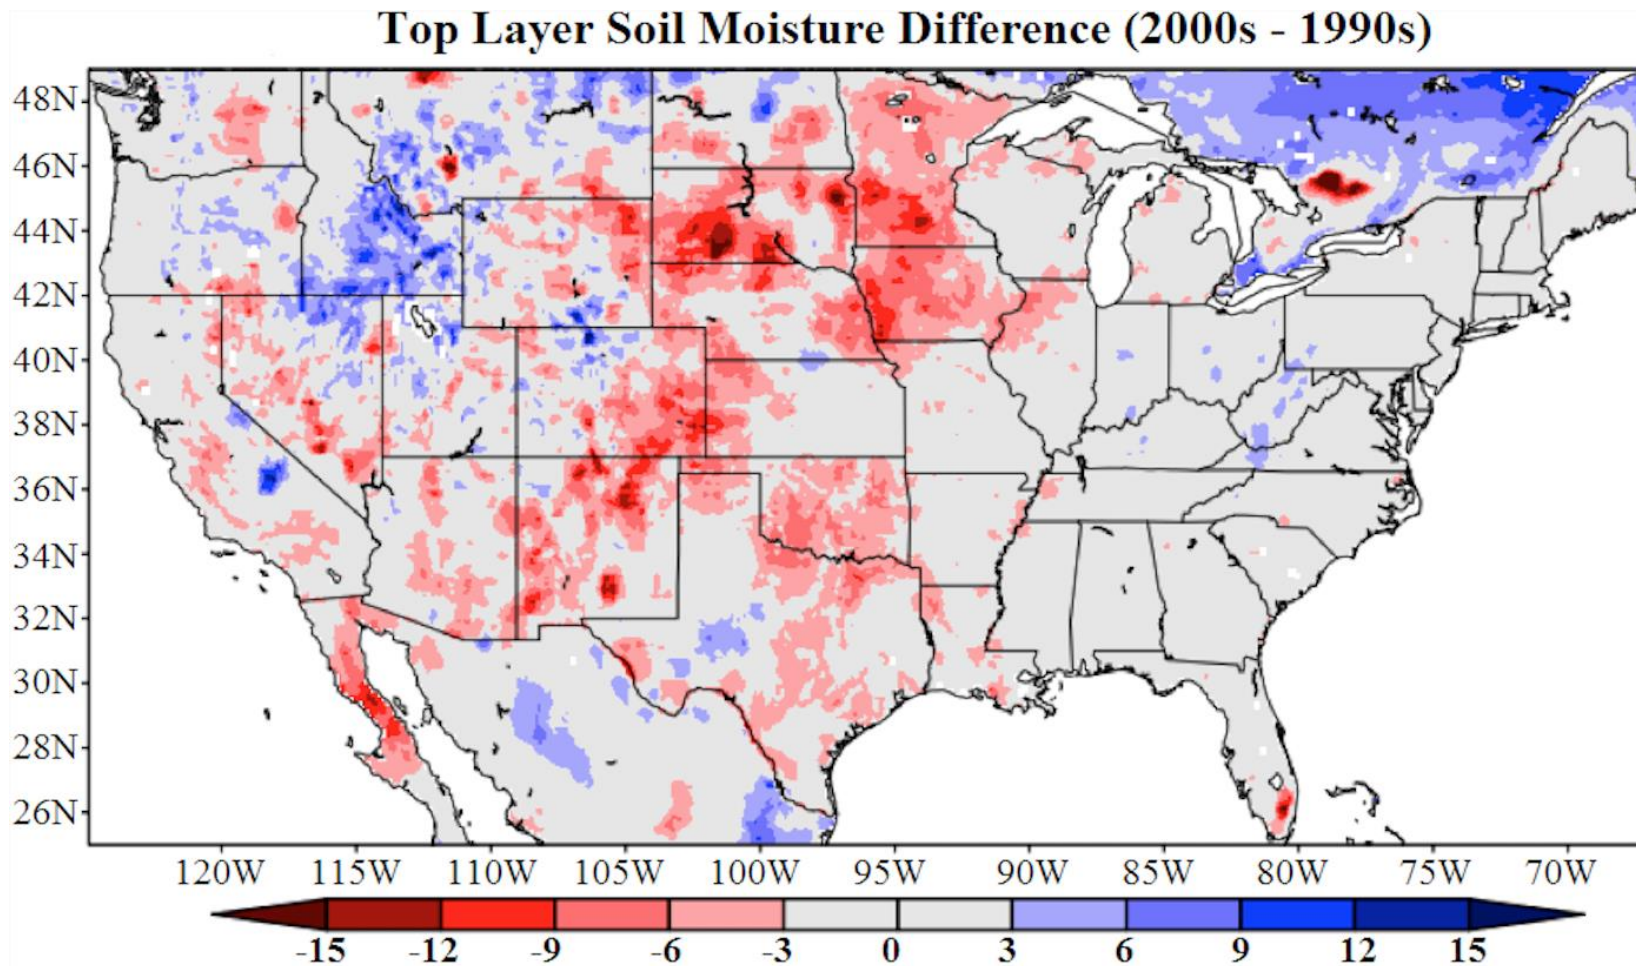 Top Layer Soil Moisture Difference (2000s - 1990s)
48N
46N
44N
42N
40N
38N
36N
34N
32N
30N
28N
26N
120W 115W 110W 105W 100W 95W 90W 85W 80W 75W 70W
-15 -12 -9 -6 -3 0 3 6 9 12 15